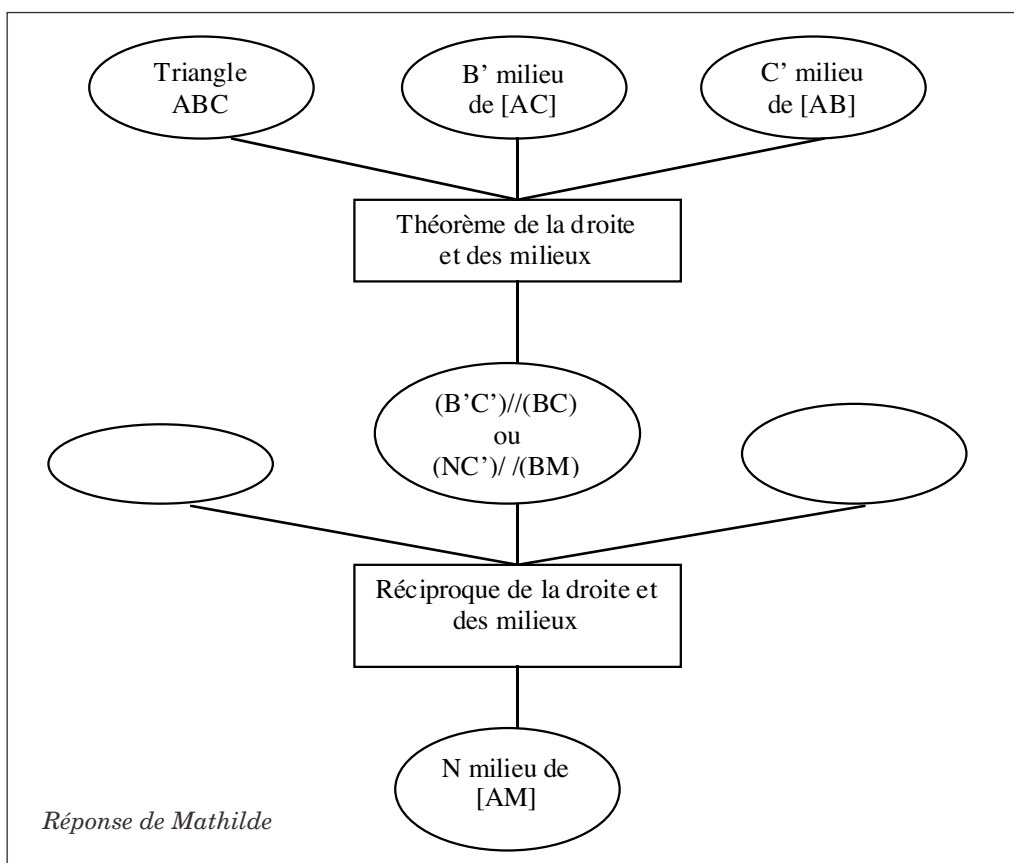 Triangle
ABC
B’ milieu
de [AC]
C’ milieu
de [AB]
Théorème de la droite
et des milieux
(B’C’)//(BC)
ou
(NC’)/ /(BM)
Réciproque de la droite et
des milieux
N milieu de
[AM]
Réponse de Mathilde